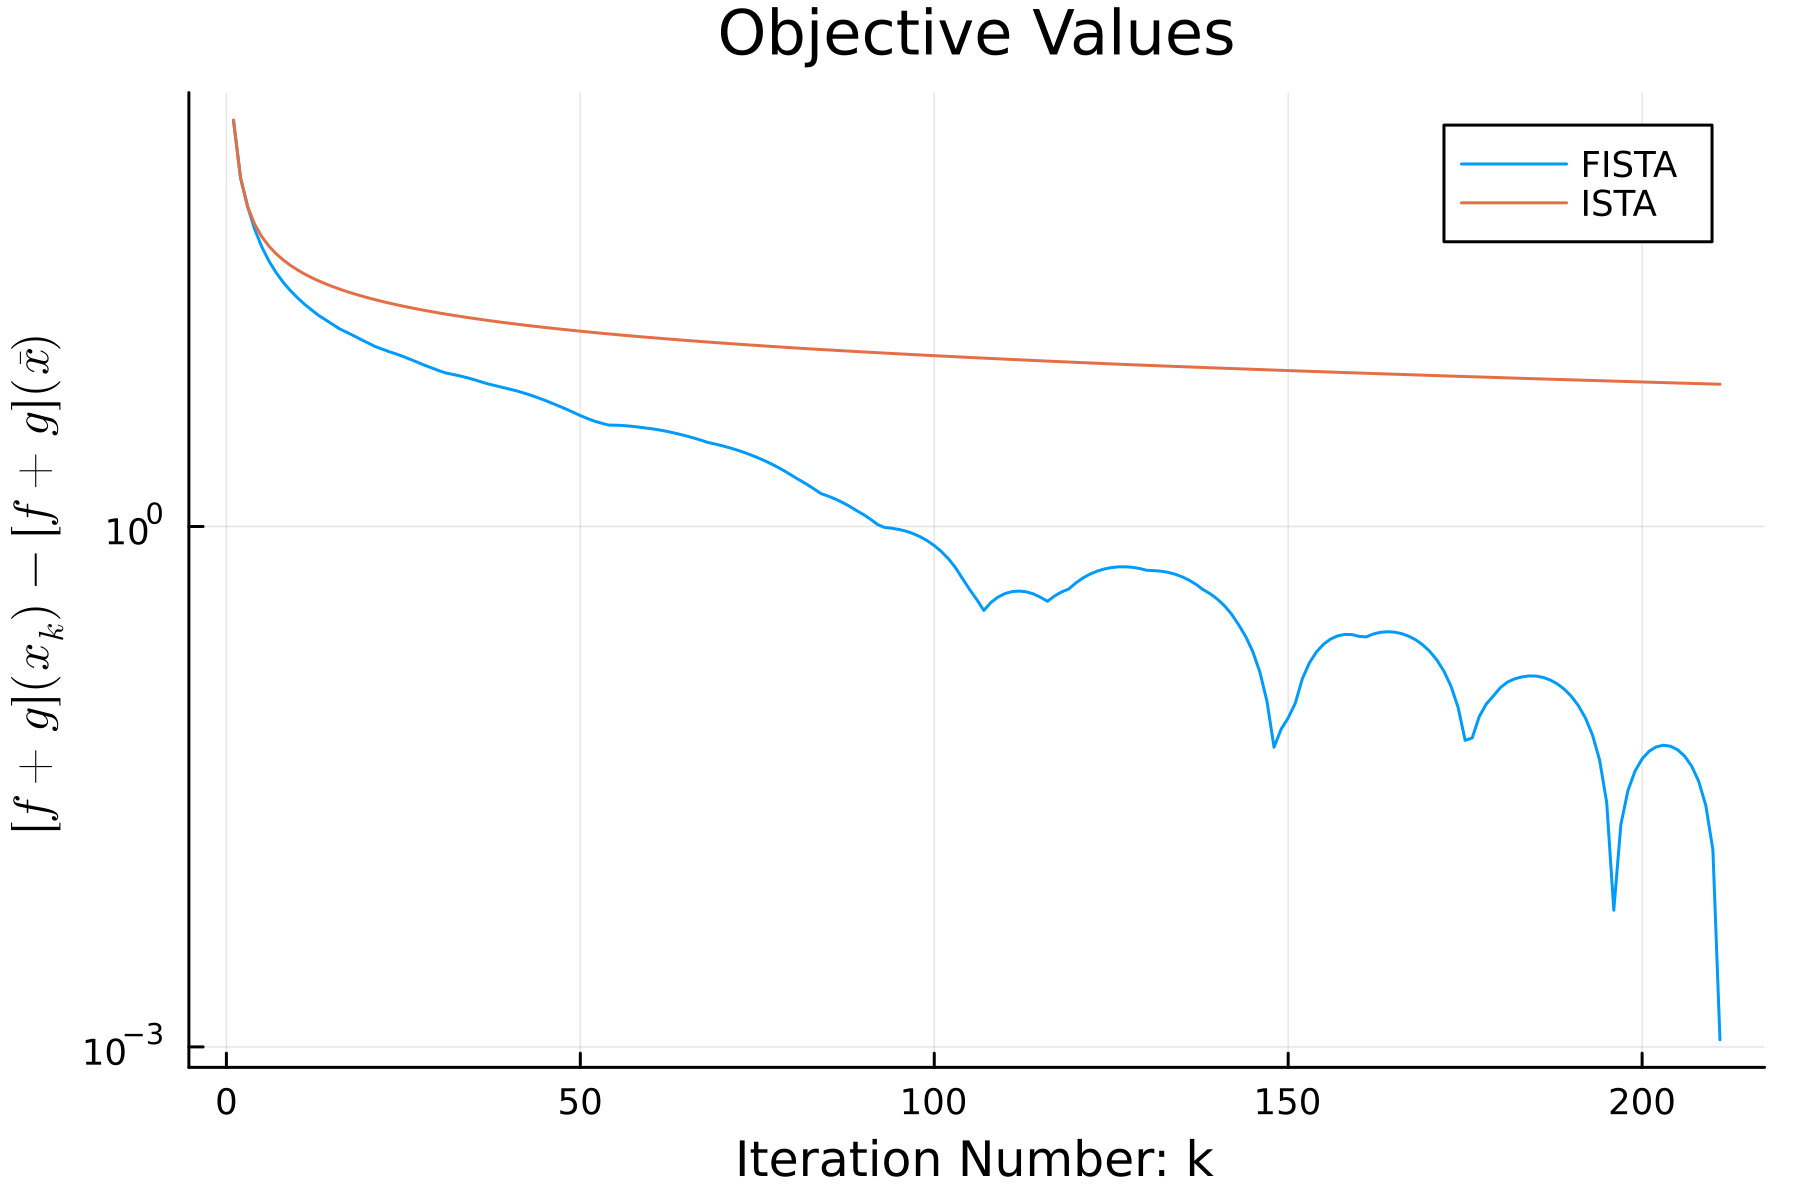 Objective Values
FISTA
ISTA
[f + g](x_k) − [f + g](x̄)
10^0
10^−3
0 50 100 150 200
Iteration Number: k